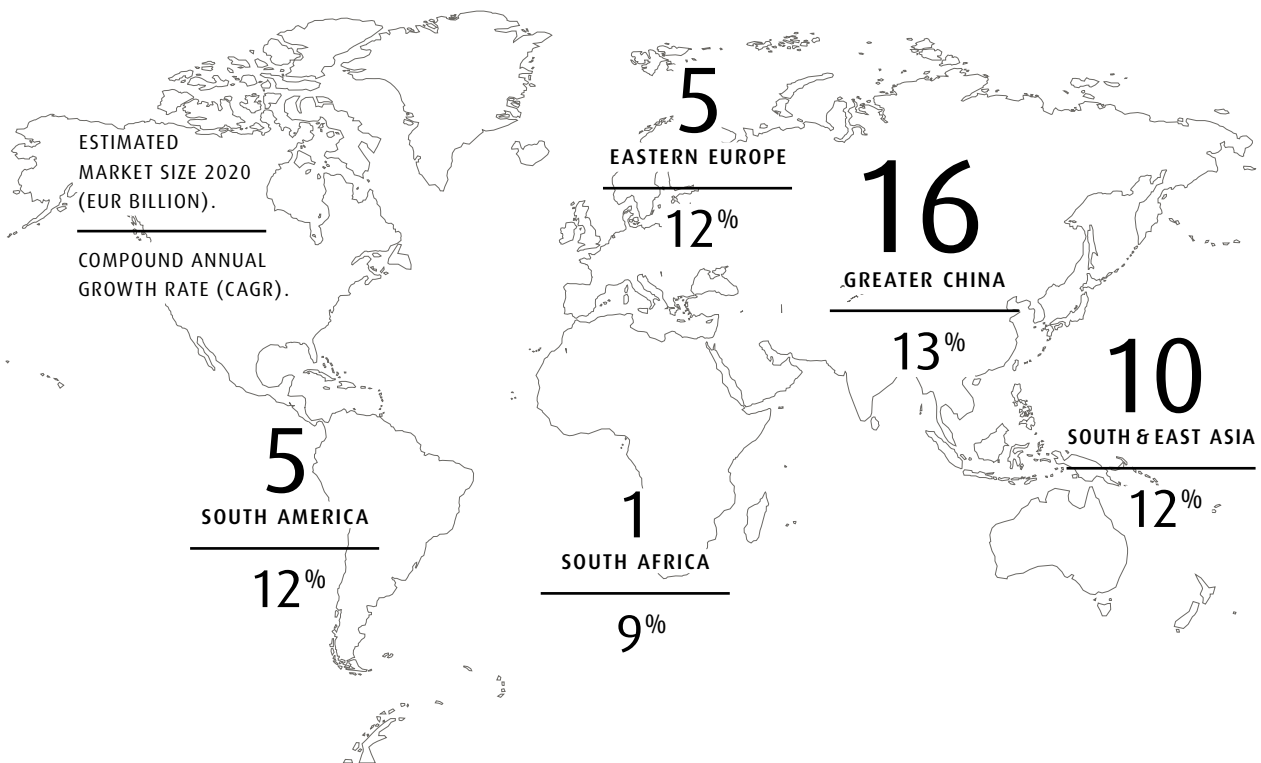 ESTIMATED
MARKET SIZE 2020
(EUR BILLION).
COMPOUND ANNUAL
GROWTH RATE (CAGR).
5
EASTERN EUROPE
12%
16
GREATER CHINA
13%
10
SOUTH & EAST ASIA
12%
5
SOUTH AMERICA
12%
1
SOUTH AFRICA
9%